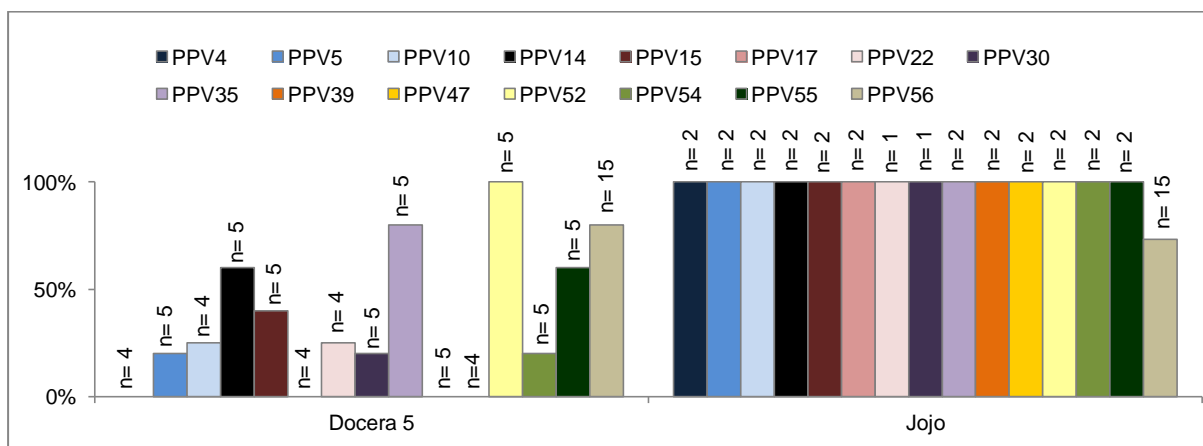 PPV4 PPV5 PPV10 PPV14 PPV15 PPV17 PPV22 PPV30
PPV35 PPV39 PPV47 PPV52 PPV54 PPV55 PPV56
100%
50%
0%
n= 4
n= 5
n= 4
n= 5
n= 5
n= 4
n= 4
n= 5
n= 5
n= 5
n=4
n= 5
n= 5
n= 5
n= 15
n= 2
n= 2
n= 2
n= 2
n= 2
n= 2
n= 1
n= 1
n= 2
n= 2
n= 2
n= 2
n= 2
n= 2
n= 15
Docera 5
Jojo